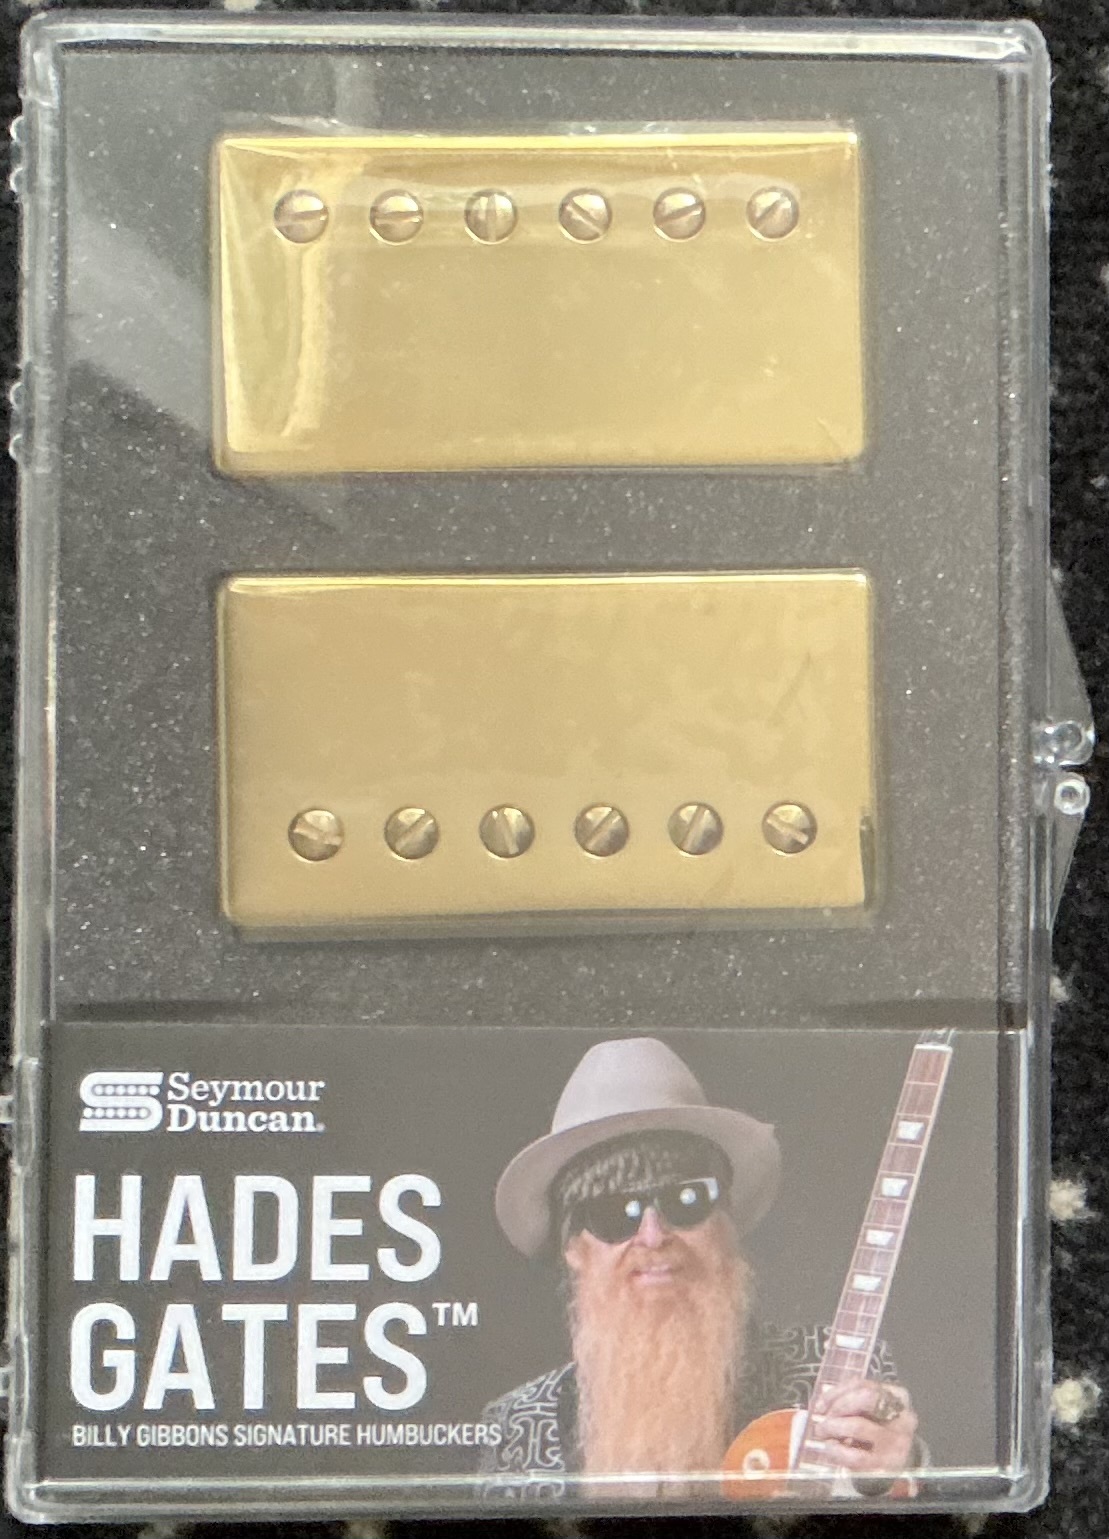 Seymour
Duncan®
HADES
GATES™
BILLY GIBBONS SIGNATURE HUMBUCKERS